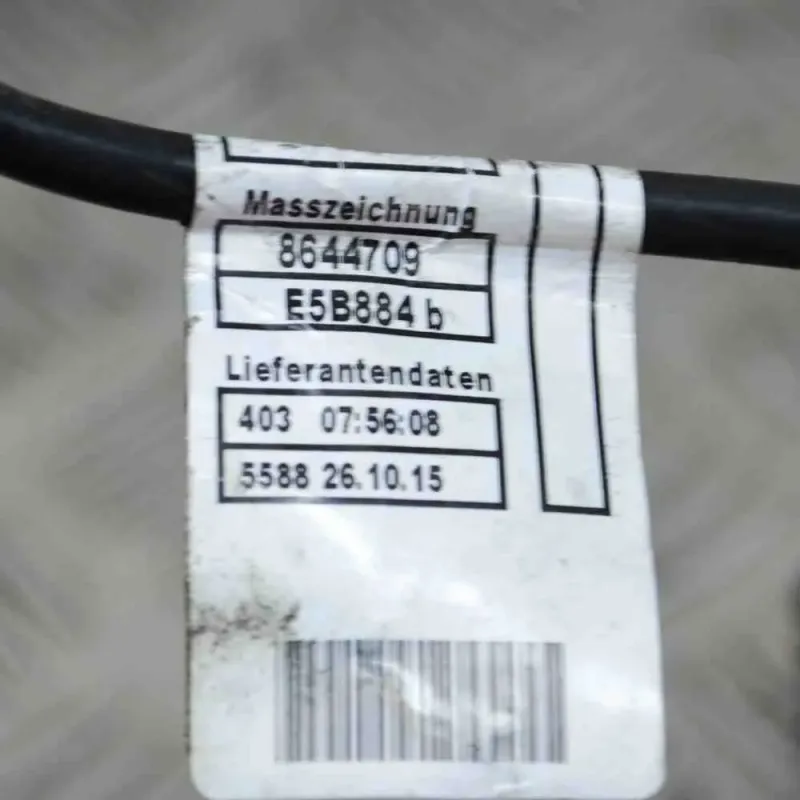 Masszeichnung
8644709
E5B884 b
Lieferantendaten
403 07:56:08
5588 26.10.15